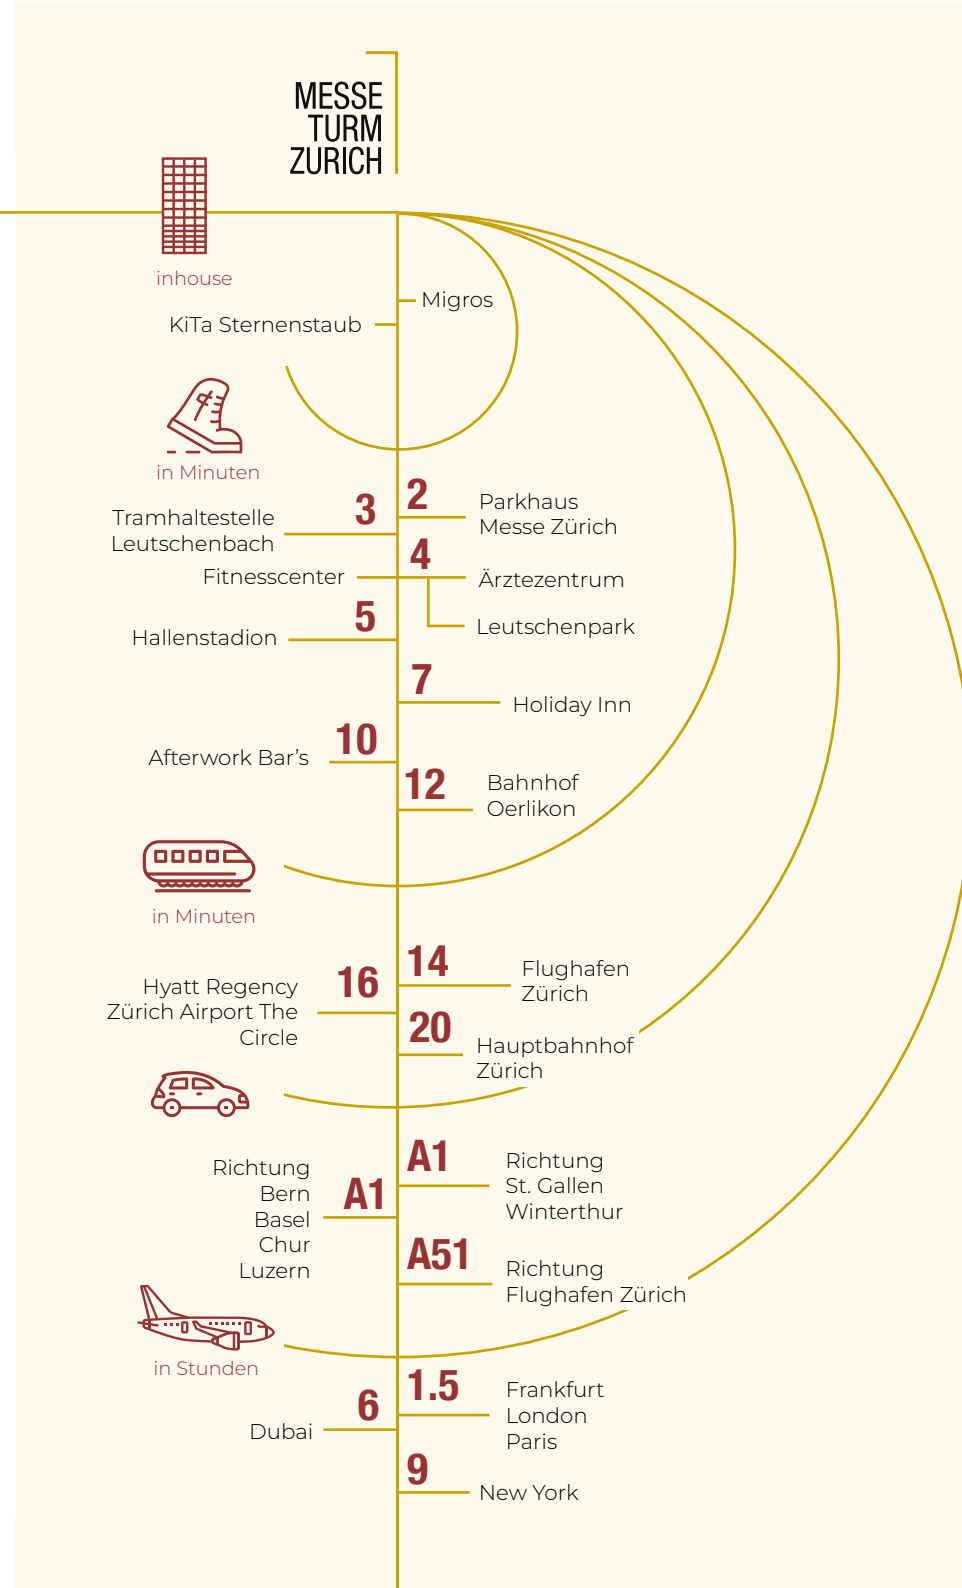 MESSE
TURM
ZURICH
inhouse
Migros
KiTa Sternenstaub
in Minuten
2
Parkhaus
Messe Zürich
3
Tramhaltestelle
Leutschenbach
4
Fitnesscenter
Ärztezentrum
Leutschenpark
5
Hallenstadion
7
Holiday Inn
10
Afterwork Bar’s
12
Bahnhof
Oerlikon
in Minuten
14
Flughafen
Zürich
16
Hyatt Regency
Zürich Airport The
Circle
20
Hauptbahnhof
Zürich
A1
Richtung
St. Gallen
Winterthur
A1
Richtung
Bern
Basel
Chur
Luzern
A51
Richtung
Flughafen Zürich
in Stunden
1.5
Frankfurt
London
Paris
6
Dubai
9
New York